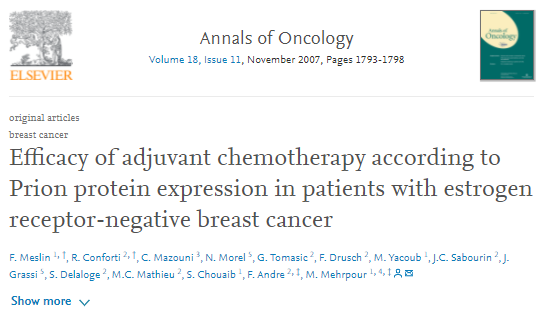 Annals of Oncology
Volume 18, Issue 11, November 2007, Pages 1793-1798
ELSEVIER
Annals of
Oncology
original articles
breast cancer
Efficacy of adjuvant chemotherapy according to
Prion protein expression in patients with estrogen
receptor-negative breast cancer
F. Meslin 1, †, R. Conforti 2, †, C. Mazouni 3, N. Morel 5, G. Tomasic 2, F. Drusch 2, M. Yacoub 1, J.C. Sabourin 2, J.
Grassi 5, S. Delaloge 2, M.C. Mathieu 2, S. Chouaib 1, F. Andre 2, ‡, M. Mehrpour 1, 4, ‡
Show more